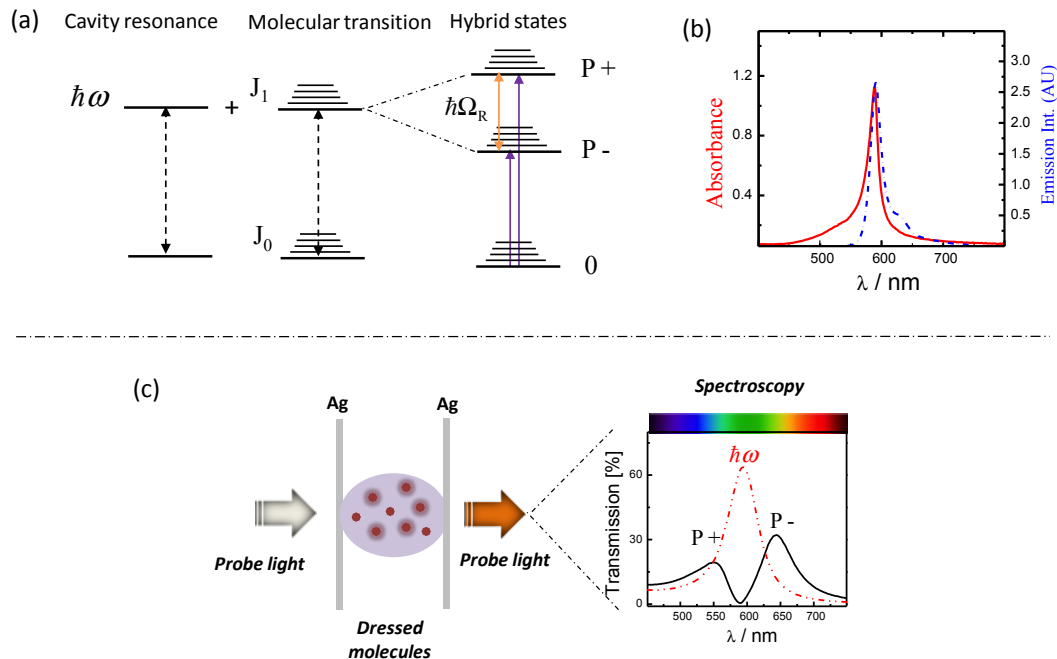 (a)
Cavity resonance
Molecular transition
Hybrid states
ħω
+
J₁
J₀
ħΩ_R
P +
P -
0
(b)
Absorbance
1.2
0.8
0.4
3.0
2.5
2.0
1.5
1.0
0.5
Emission Int. (AU)
500 600 700
λ / nm
(c)
Ag
Ag
Probe light
Probe light
Dressed
molecules
Spectroscopy
Transmission [%]
60
30
0
ħω
P +
P -
500 550 600 650 700
λ / nm